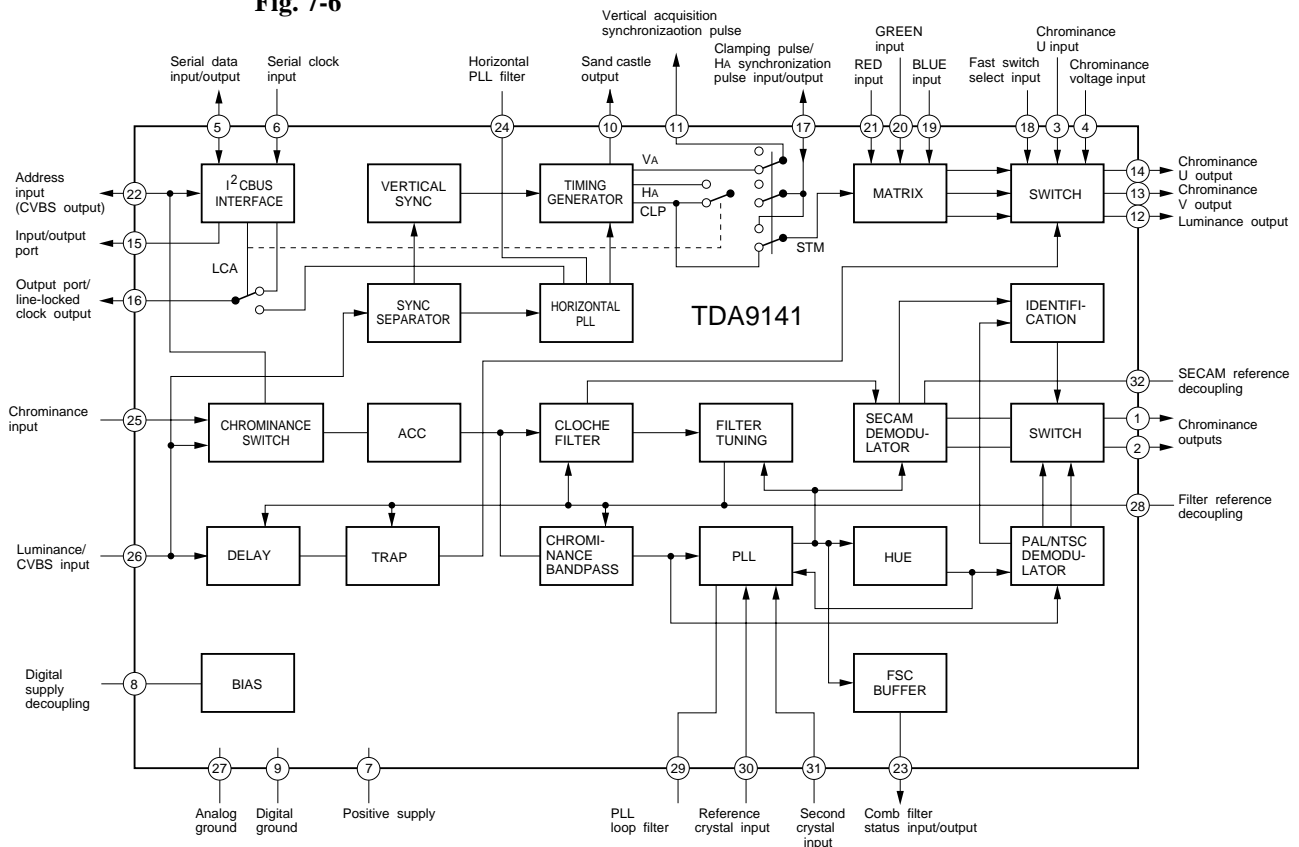 Fig. 7-6
Vertical acquisition
synchronizaotion pulse
Serial data
input/output
Serial clock
input
Horizontal
PLL filter
Sand castle
output
Clamping pulse/
HA synchronization
pulse input/output
GREEN
input
RED
input
BLUE
input
Fast switch
select input
Chrominance
U input
Chrominance
voltage input
5
6
24
10
11
17
21
20
19
18
3
4
Address
input
(CVBS output)
22
I2CBUS
INTERFACE
VERTICAL
SYNC
TIMING
GENERATOR
VA
HA
CLP
STM
MATRIX
SWITCH
14
Chrominance
U output
13
Chrominance
V output
12
Luminance output
Input/output
port
15
LCA
Output port/
line-locked
clock output
16
SYNC
SEPARATOR
HORIZONTAL
PLL
TDA9141
IDENTIFI-
CATION
32
SECAM reference
decoupling
Chrominance
input
25
CHROMINANCE
SWITCH
ACC
CLOCHE
FILTER
FILTER
TUNING
SECAM
DEMODU-
LATOR
SWITCH
1
2
Chrominance
outputs
28
Filter reference
decoupling
Luminance/
CVBS input
26
DELAY
TRAP
CHROMI-
NANCE
BANDPASS
PLL
HUE
PAL/NTSC
DEMODU-
LATOR
Digital
supply
decoupling
8
BIAS
FSC
BUFFER
27
9
7
29
30
31
23
Analog
ground
Digital
ground
Positive supply
PLL
loop filter
Reference
crystal input
Second
crystal
input
Comb filter
status input/output